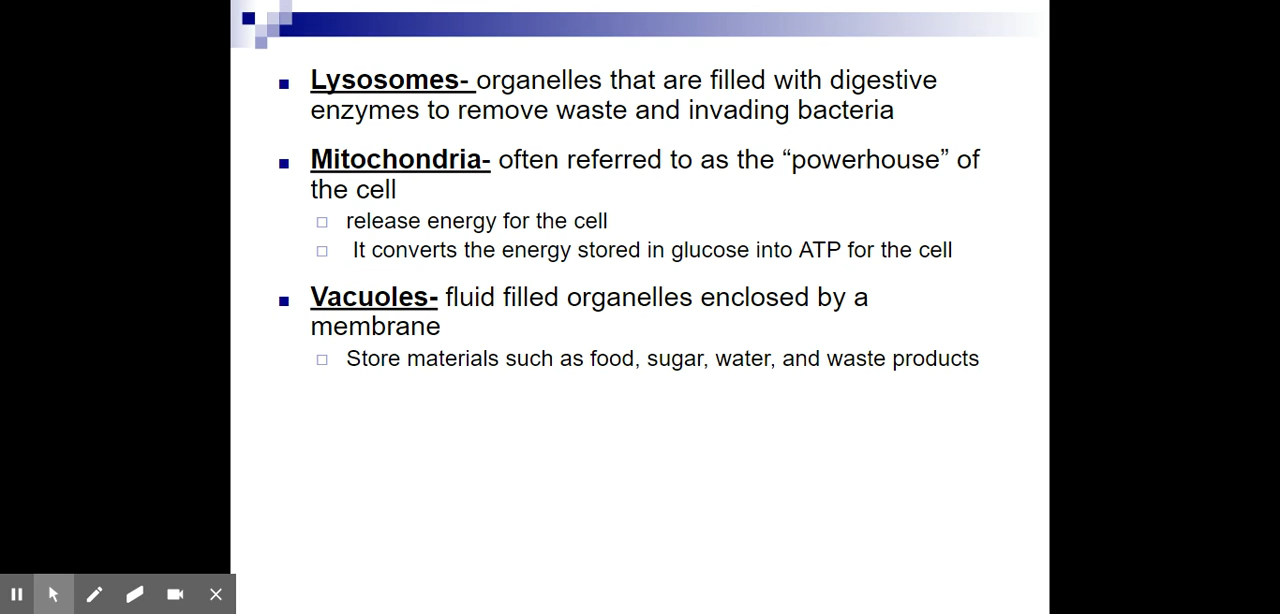 Lysosomes- organelles that are filled with digestive
enzymes to remove waste and invading bacteria
Mitochondria- often referred to as the “powerhouse” of
the cell
release energy for the cell
It converts the energy stored in glucose into ATP for the cell
Vacuoles- fluid filled organelles enclosed by a
membrane
Store materials such as food, sugar, water, and waste products